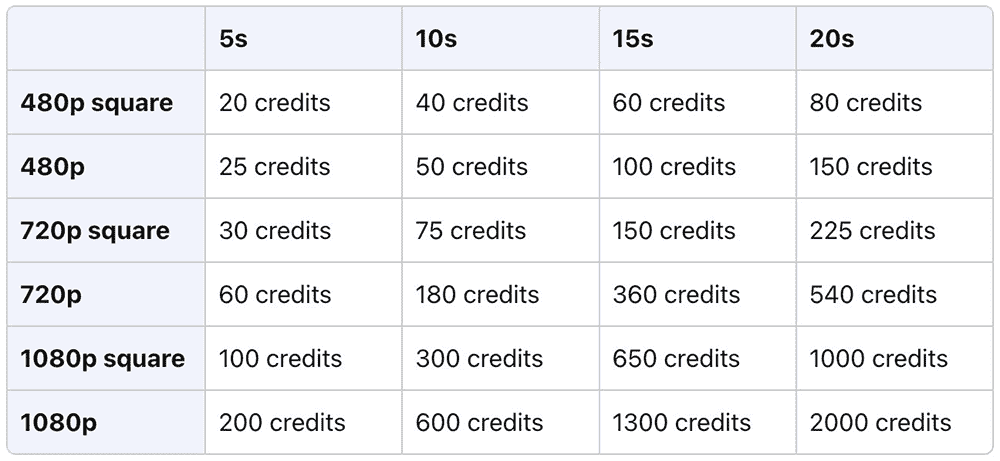 5s 10s 15s 20s
480p square 20 credits 40 credits 60 credits 80 credits
480p 25 credits 50 credits 100 credits 150 credits
720p square 30 credits 75 credits 150 credits 225 credits
720p 60 credits 180 credits 360 credits 540 credits
1080p square 100 credits 300 credits 650 credits 1000 credits
1080p 200 credits 600 credits 1300 credits 2000 credits